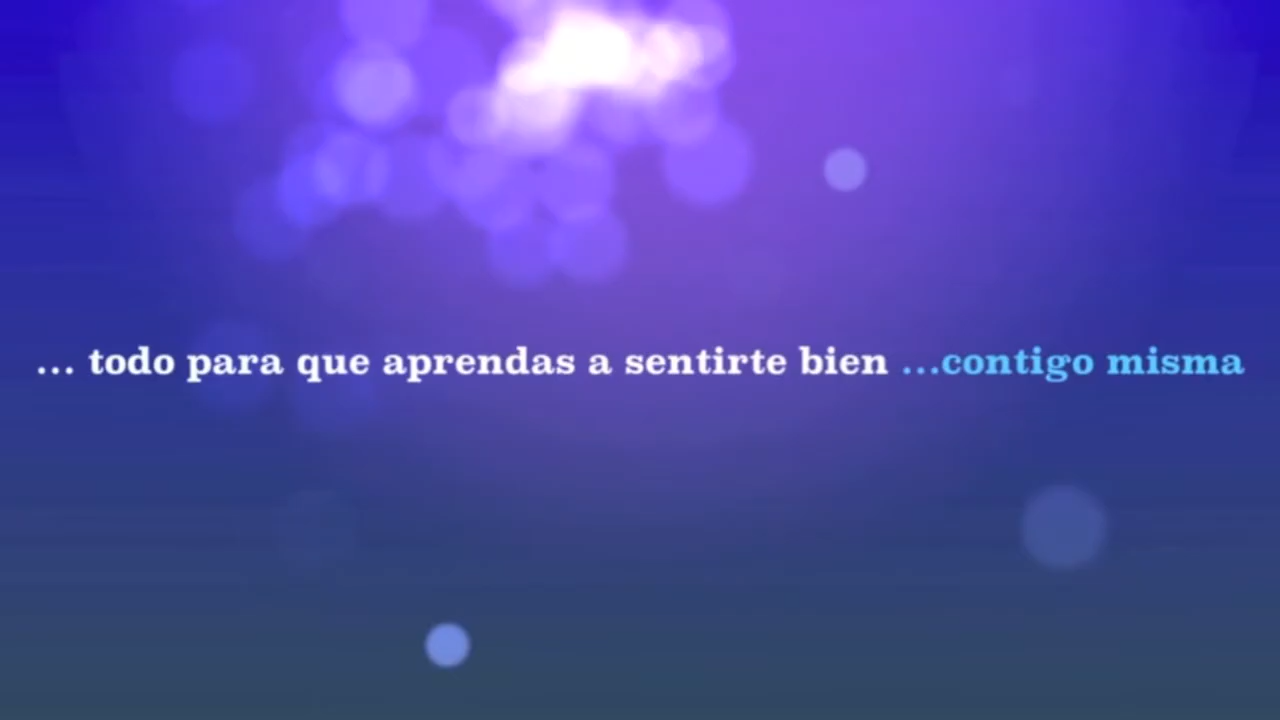 ... todo para que aprendas a sentirte bien ...contigo misma